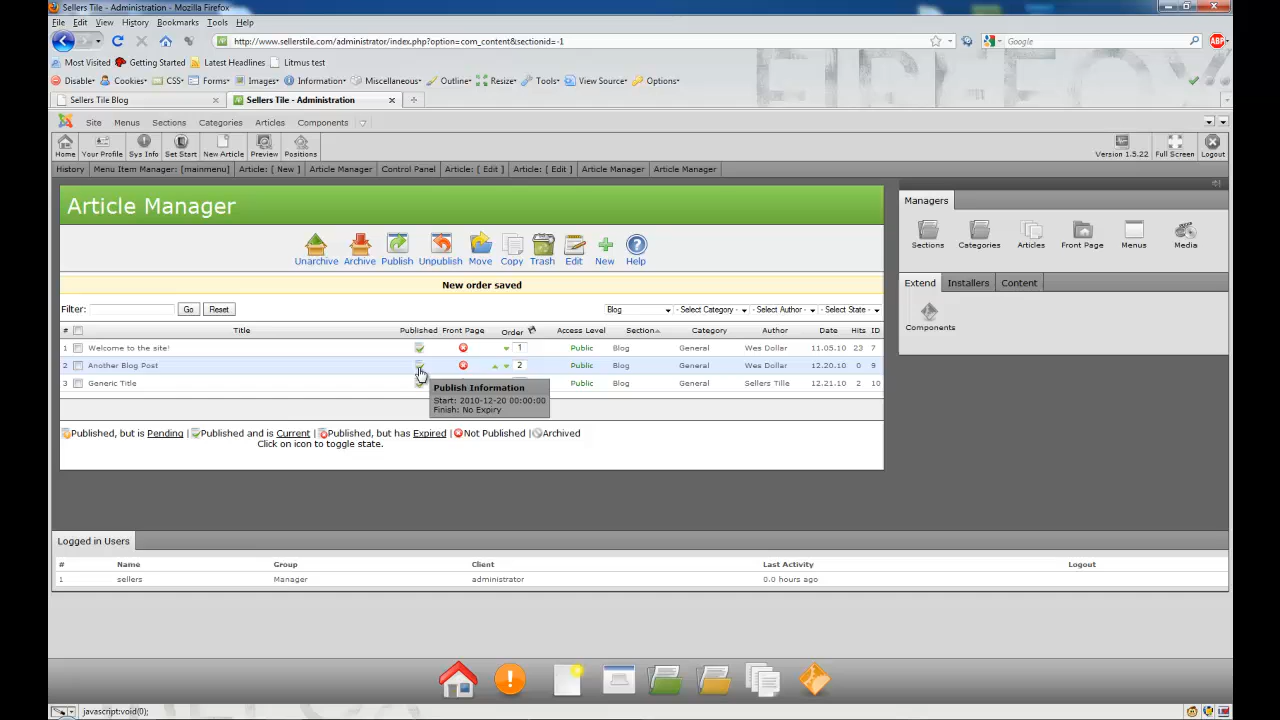 Sellers Tile - Administration - Mozilla Firefox
File Edit View History Bookmarks Tools Help
http://www.sellerstile.com/administrator/index.php?option=com_content&sectionid=-1
Google
ABP
Most Visited Getting Started Latest Headlines Litmus test
Disable Cookies CSS Forms Images Information Miscellaneous Outline Resize Tools View Source Options
Sellers Tile Blog
Sellers Tile - Administration
Site Menus Sections Categories Articles Components
Home Your Profile Sys Info Set Start New Article Preview Positions
Version 1.5.22 Full Screen Logout
History Menu Item Manager: [mainmenu] Article: [ New ] Article Manager Control Panel Article: [ Edit ] Article: [ Edit ] Article Manager Article Manager
Article Manager
Unarchive Archive Publish Unpublish Move Copy Trash Edit New Help
New order saved
Filter: Go Reset
Blog - Select Category - - Select Author - - Select State -
# Title Published Front Page Order Access Level Section Category Author Date Hits ID
1 Welcome to the site! 1 Public Blog General Wes Dollar 11.05.10 23 7
2 Another Blog Post 2 Public Blog General Wes Dollar 12.20.10 0 9
3 Generic Title Public Blog General Sellers Tille 12.21.10 2 10
Publish Information
Start: 2010-12-20 00:00:00
Finish: No Expiry
Published, but is Pending | Published and is Current | Published, but has Expired | Not Published | Archived
Click on icon to toggle state.
Managers
Sections Categories Articles Front Page Menus Media
Extend Installers Content
Components
Logged in Users
# Name Group Client Last Activity Logout
1 sellers Manager administrator 0.0 hours ago
javascript:void(0);